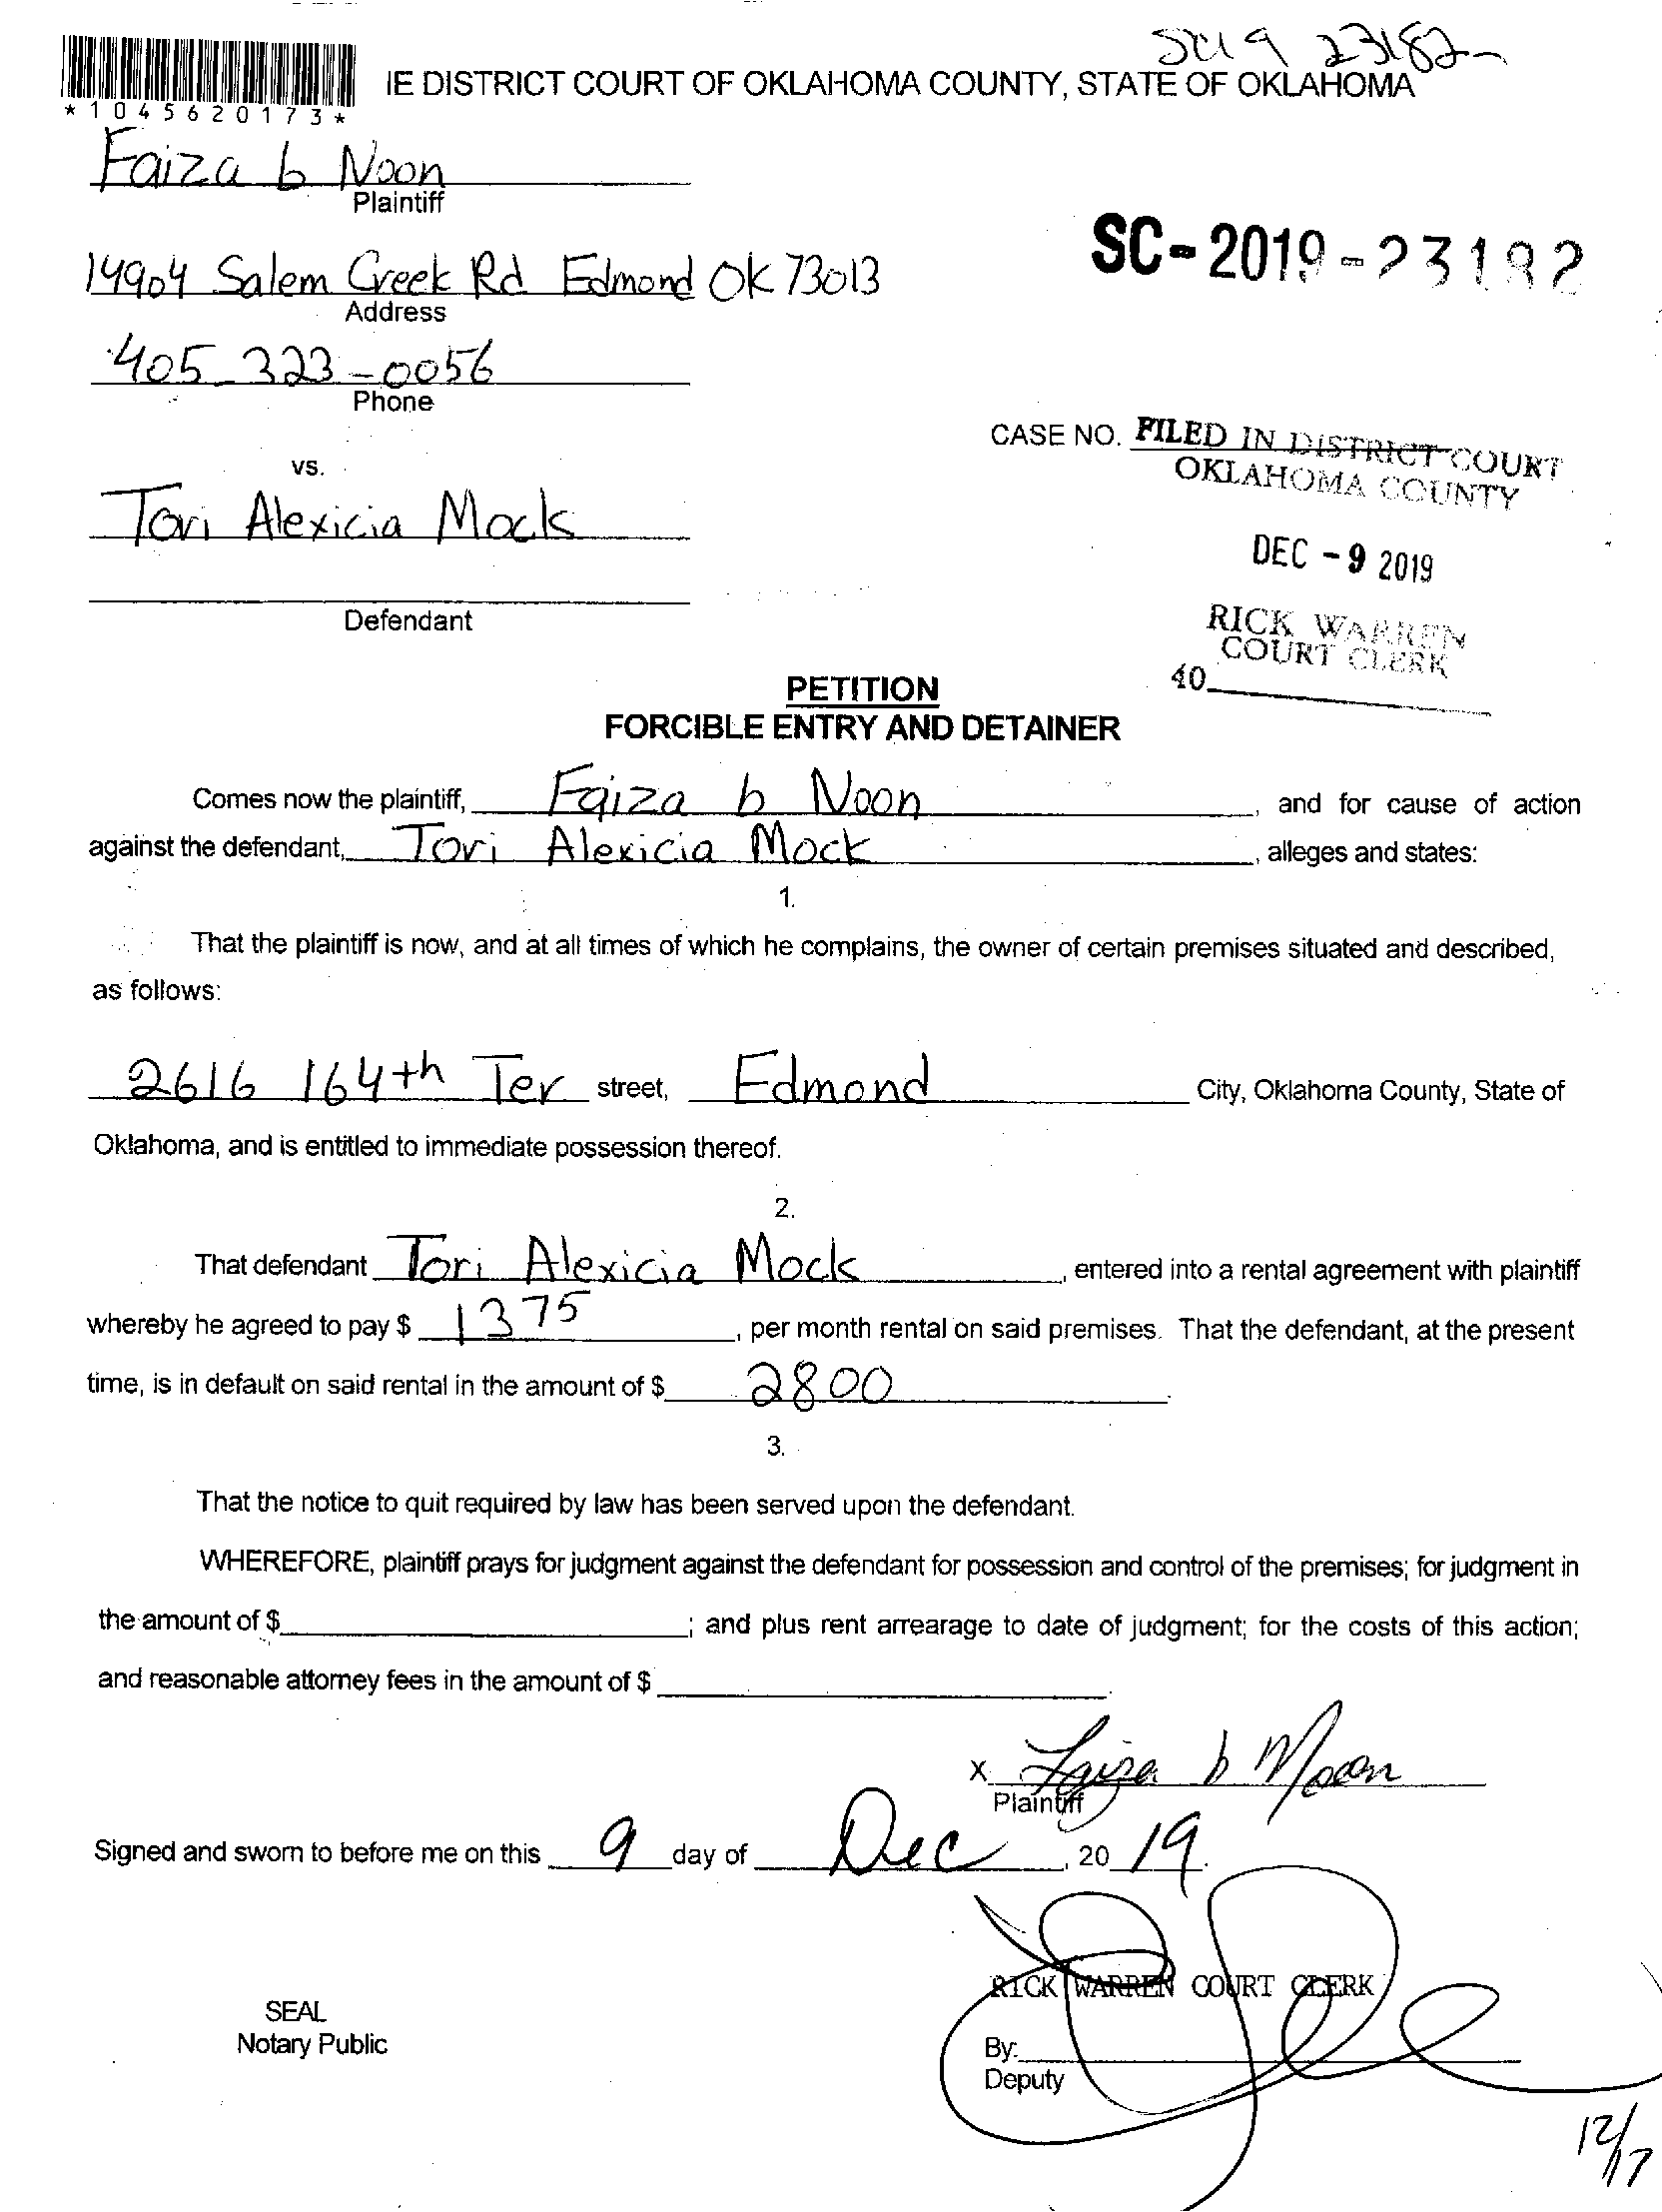 SC19 23182
IE DISTRICT COURT OF OKLAHOMA COUNTY, STATE OF OKLAHOMA
*1045620173*
Faiza b Noon
Plaintiff
SC-2019-23182
14904 Salem Creek Rd Edmond OK 73013
Address
405-323-0056
Phone
CASE NO. FILED IN DISTRICT COURT
OKLAHOMA COUNTY
vs.
Tori Alexicia Mock
DEC -9 2019
Defendant
RICK WARREN
COURT CLERK
40
PETITION
FORCIBLE ENTRY AND DETAINER
Comes now the plaintiff, Faiza b Noon, and for cause of action
against the defendant, Tori Alexicia Mock, alleges and states:
1.
That the plaintiff is now, and at all times of which he complains, the owner of certain premises situated and described,
as follows:
2616 164th Ter street, Edmond City, Oklahoma County, State of
Oklahoma, and is entitled to immediate possession thereof.
2.
That defendant Tori Alexicia Mock, entered into a rental agreement with plaintiff
whereby he agreed to pay $ 1375, per month rental on said premises. That the defendant, at the present
time, is in default on said rental in the amount of $ 2800.
3.
That the notice to quit required by law has been served upon the defendant.
WHEREFORE, plaintiff prays for judgment against the defendant for possession and control of the premises; for judgment in
the amount of $ ; and plus rent arrearage to date of judgment; for the costs of this action;
and reasonable attorney fees in the amount of $ .
X Faiza b Noon
Plaintiff
Signed and sworn to before me on this 9 day of Dec, 20 19.
RICK WARREN COURT CLERK
SEAL
Notary Public
By:
Deputy
12/17